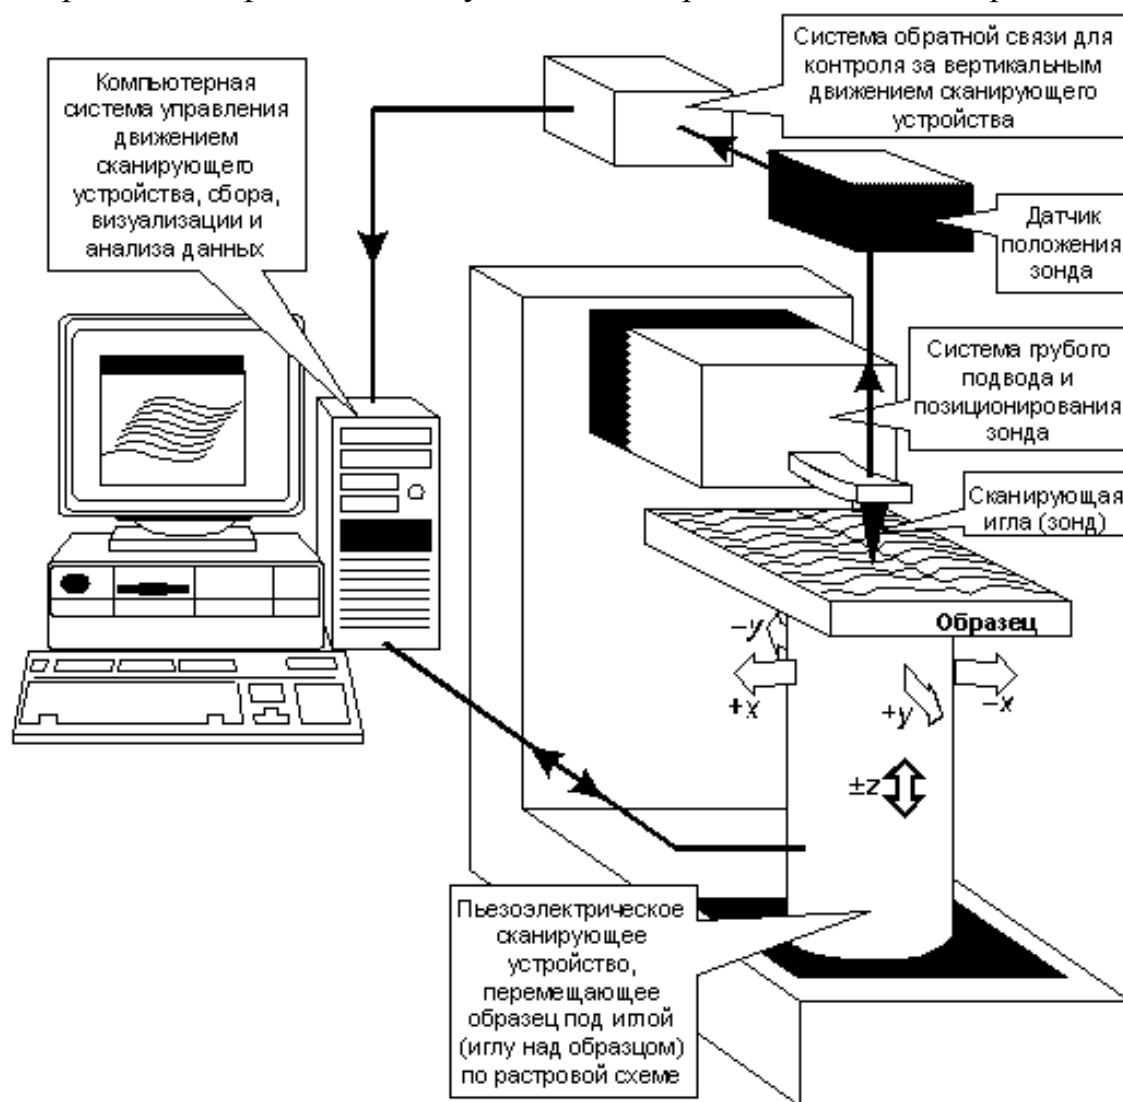 Система обратной связи для
контроля за вертикальным
движением сканирующего
устройства
Компьютерная
система управления
движением
сканирующего
устройства, сбора,
визуализации и
анализа данных
Датчик
положения
зонда
Система грубого
подвода и
позиционирования
зонда
Сканирующая
игла (зонд)
Образец
−y
+x
+y
−x
±z
Пьезоэлектрическое
сканирующее
устройство,
перемещающее
образец под иглой
(иглу над образцом)
по растровой схеме